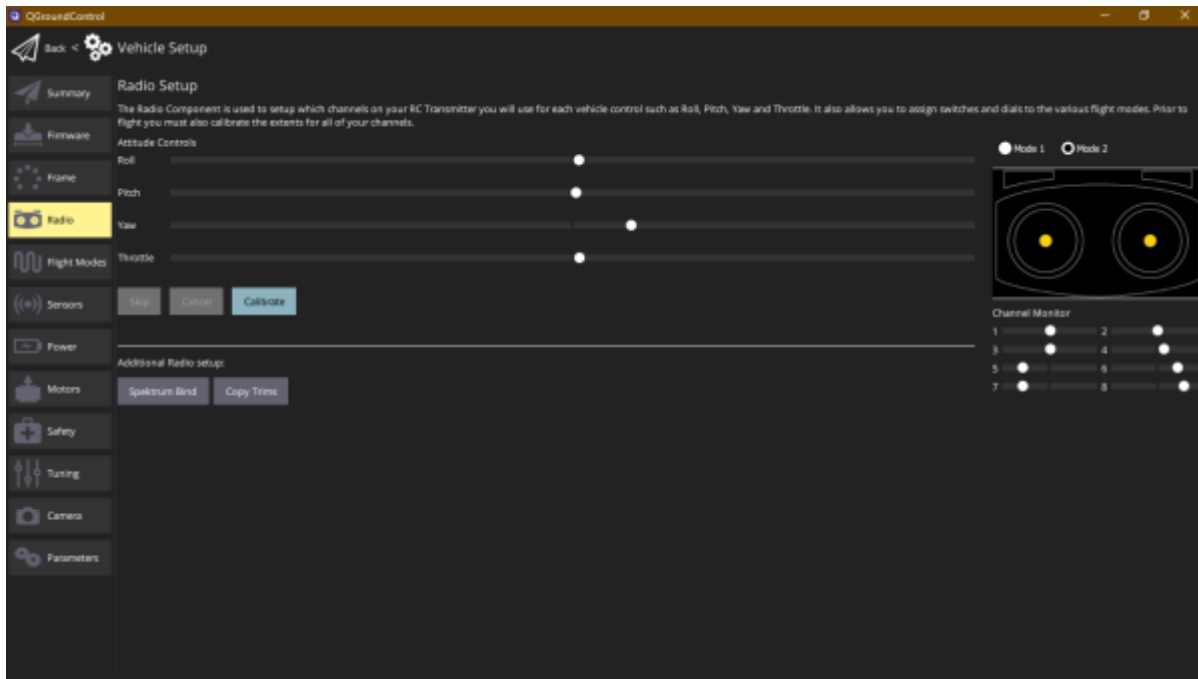 QGroundControl
Back < Vehicle Setup
Summary
Firmware
Frame
Radio
Flight Modes
Sensors
Power
Motors
Safety
Tuning
Camera
Parameters
Radio Setup
The Radio Component is used to setup which channels on your RC Transmitter you will use for each vehicle control such as Roll, Pitch, Yaw and Throttle. It also allows you to assign switches and dials to the various flight modes. Prior to
flight you must also calibrate the extents for all of your channels.
Attitude Controls
Roll
Pitch
Yaw
Throttle
Skip Cancel Calibrate
Additional Radio setup:
Spektrum Bind Copy Trims
Mode 1 Mode 2
Channel Monitor
1 2
3 4
5 6
7 8